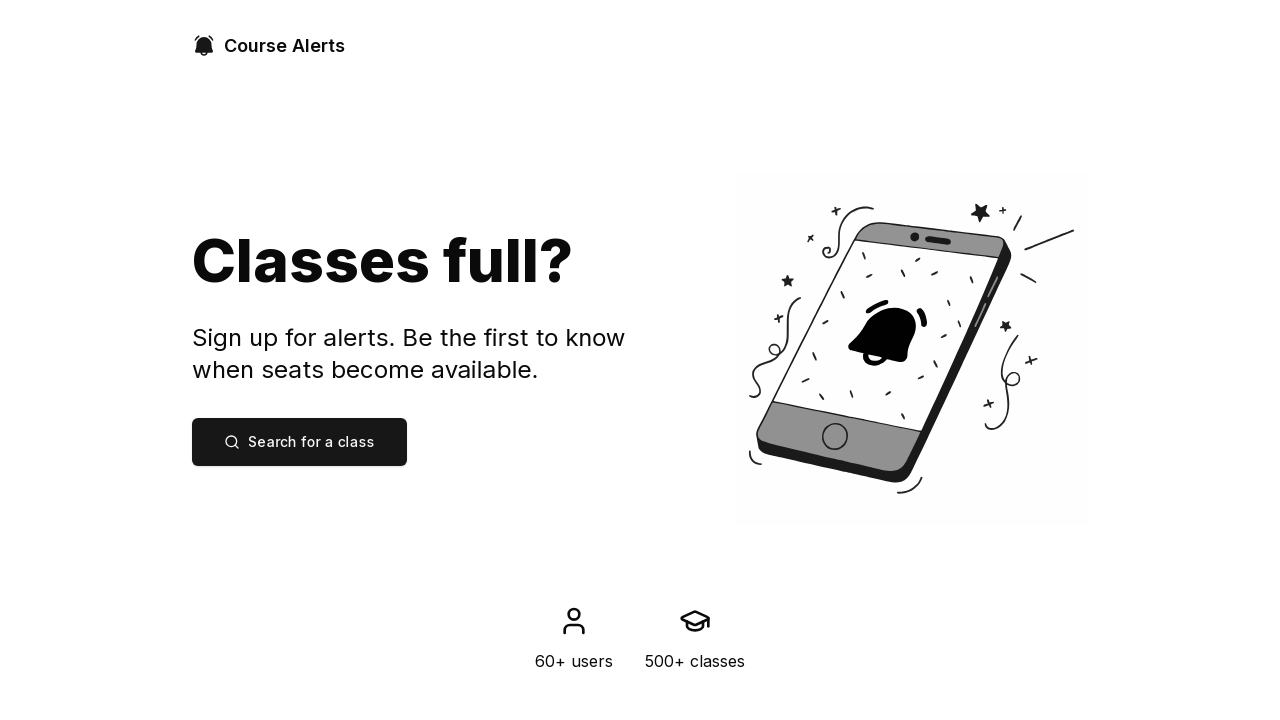 Course Alerts
Classes full?
Sign up for alerts. Be the first to know
when seats become available.
Search for a class
60+ users
500+ classes